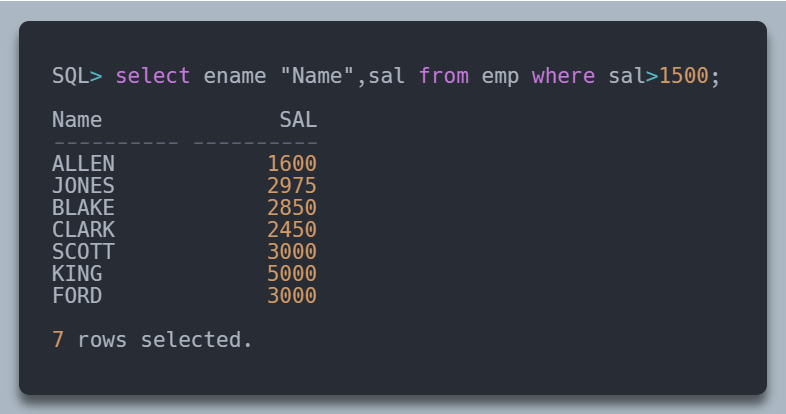 SQL> select ename "Name",sal from emp where sal>1500;
Name SAL
---------- ----------
ALLEN 1600
JONES 2975
BLAKE 2850
CLARK 2450
SCOTT 3000
KING 5000
FORD 3000
7 rows selected.